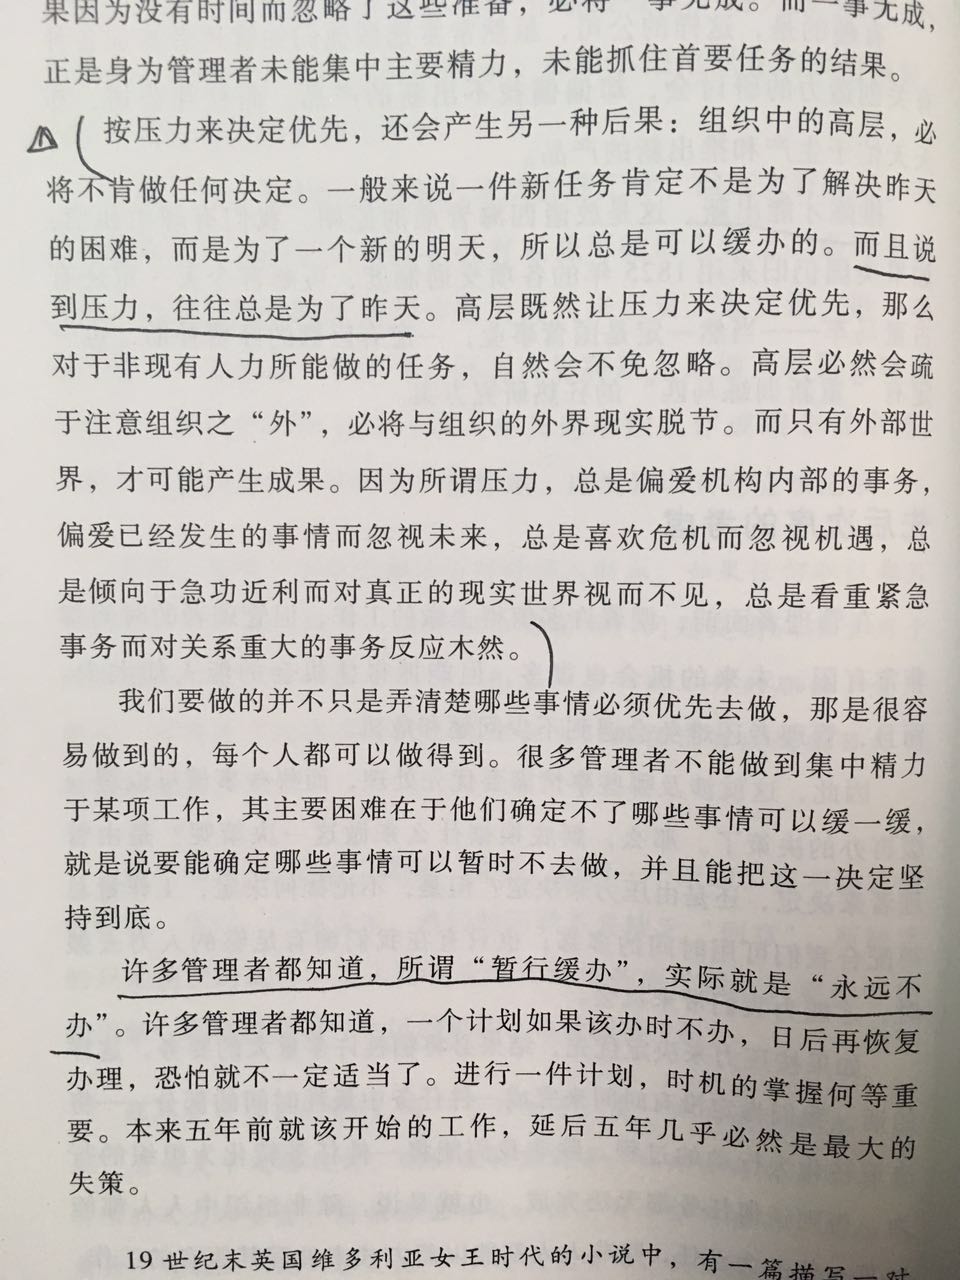 果因为没有时间而忽略了这些准备，必将一事无成。而一事无成，
正是身为管理者未能集中主要精力，未能抓住首要任务的结果。
按压力来决定优先，还会产生另一种后果：组织中的高层，必
将不肯做任何决定。一般来说一件新任务肯定不是为了解决昨天
的困难，而是为了一个新的明天，所以总是可以缓办的。而且说
到压力，往往总是为了昨天。高层既然让压力来决定优先，那么
对于非现有人力所能做的任务，自然会不免忽略。高层必然会疏
于注意组织之“外”，必将与组织的外界现实脱节。而只有外部世
界，才可能产生成果。因为所谓压力，总是偏爱机构内部的事务，
偏爱已经发生的事情而忽视未来，总是喜欢危机而忽视机遇，总
是倾向于急功近利而对真正的现实世界视而不见，总是看重紧急
事务而对关系重大的事务反应木然。
我们要做的并不只是弄清楚哪些事情必须优先去做，那是很容
易做到的，每个人都可以做得到。很多管理者不能做到集中精力
于某项工作，其主要困难在于他们确定不了哪些事情可以缓一缓，
就是说要能确定哪些事情可以暂时不去做，并且能把这一决定坚
持到底。
许多管理者都知道，所谓“暂行缓办”，实际就是“永远不
办”。许多管理者都知道，一个计划如果该办时不办，日后再恢复
办理，恐怕就不一定适当了。进行一件计划，时机的掌握何等重
要。本来五年前就该开始的工作，延后五年几乎必然是最大的
失策。
19世纪末英国维多利亚女王时代的小说中，有一篇描写一对